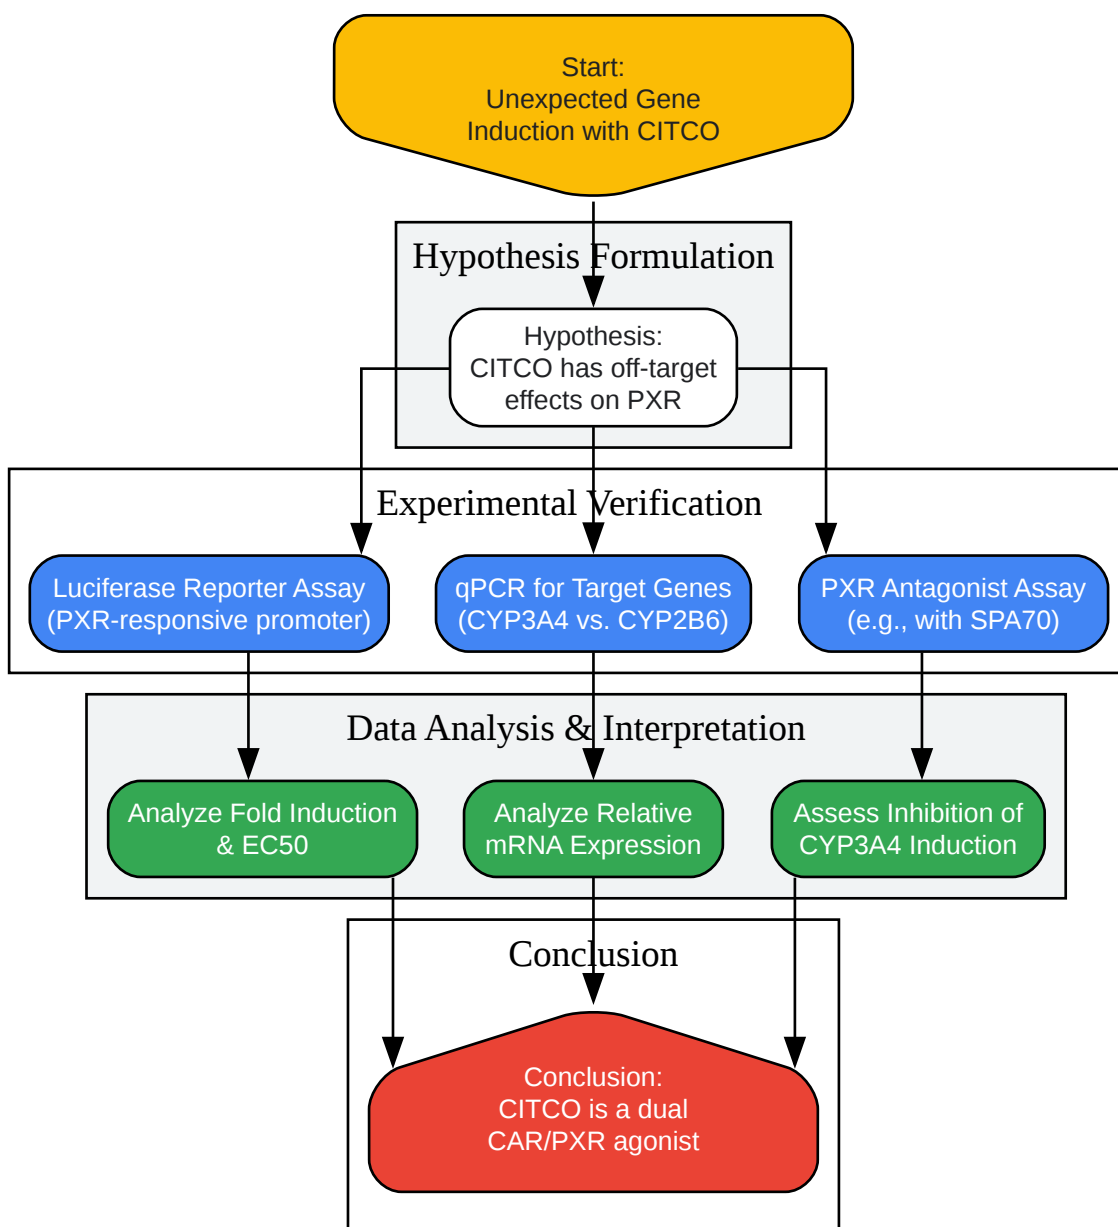 Start:
Unexpected Gene
Induction with CITCO
Hypothesis Formulation
Hypothesis:
CITCO has off-target
effects on PXR
Experimental Verification
Luciferase Reporter Assay
(PXR-responsive promoter)
qPCR for Target Genes
(CYP3A4 vs. CYP2B6)
PXR Antagonist Assay
(e.g., with SPA70)
Data Analysis & Interpretation
Analyze Fold Induction
& EC50
Analyze Relative
mRNA Expression
Assess Inhibition of
CYP3A4 Induction
Conclusion
Conclusion:
CITCO is a dual
CAR/PXR agonist